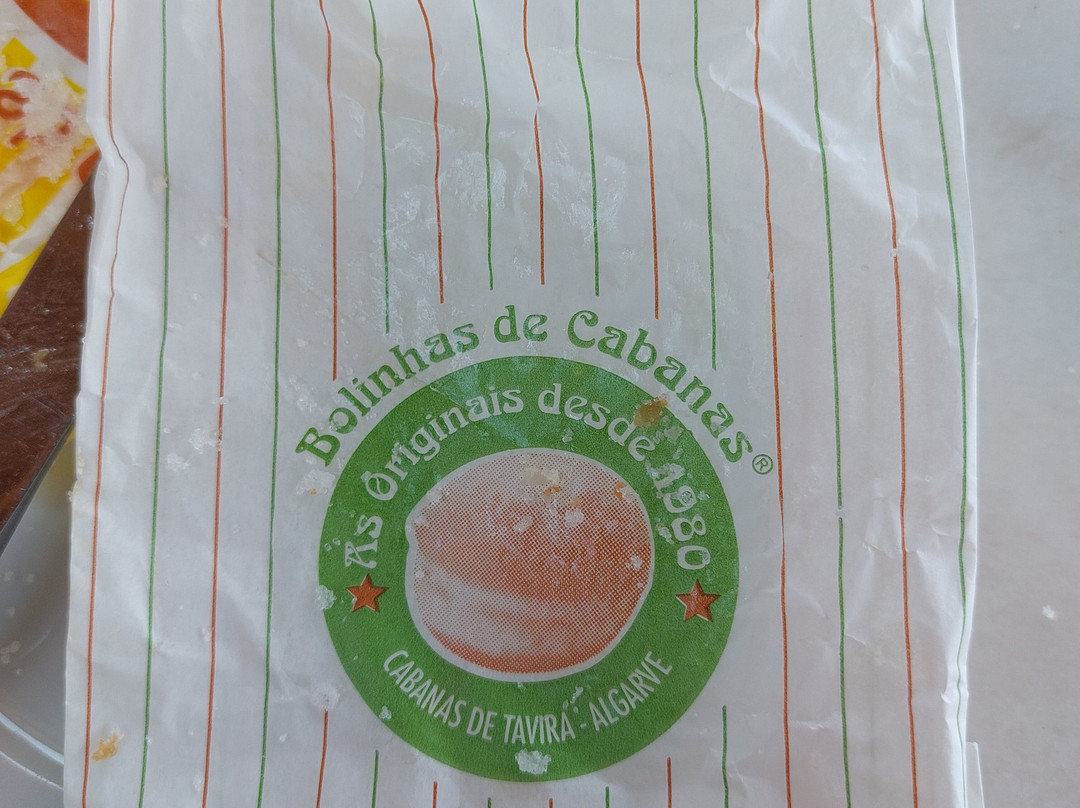 Bolinhas de Cabanas®
As Originais desde 1980
CABANAS DE TAVIRA - ALGARVE